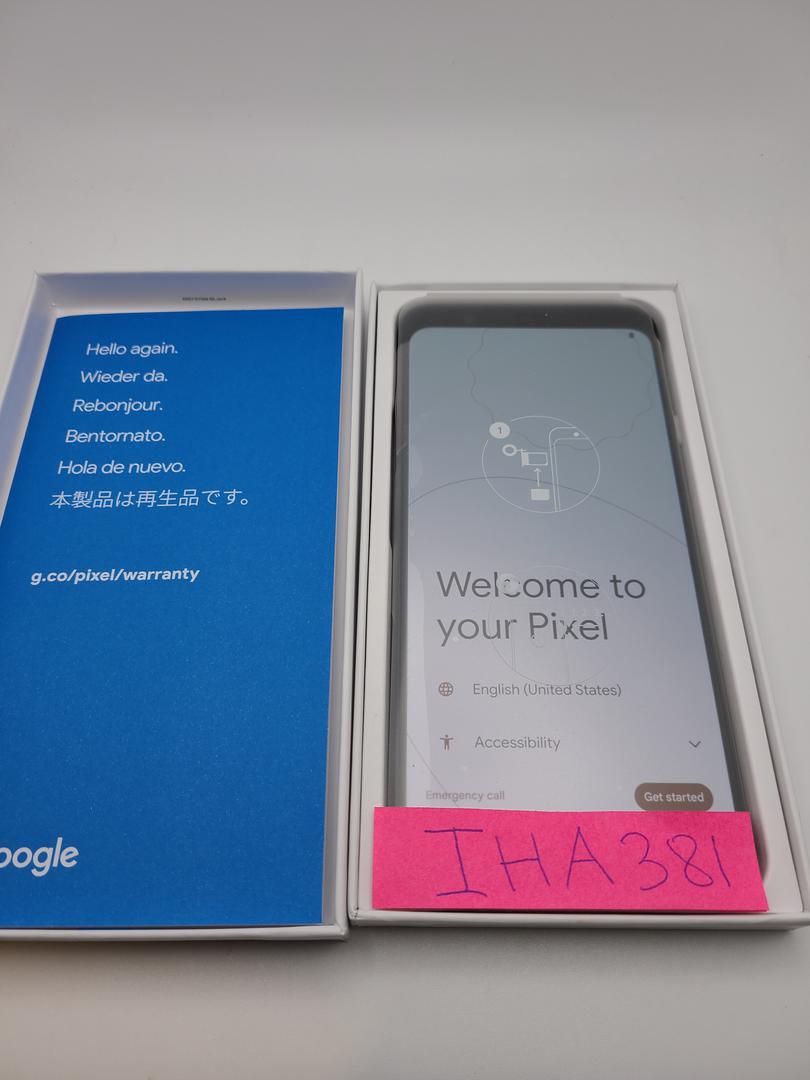 Hello again.
Wieder da.
Rebonjour.
Bentornato.
Hola de nuevo.
本製品は再生品です。
g.co/pixel/warranty
oogle
1
Welcome to
your Pixel
English (United States)
Accessibility
Emergency call
Get started
IHA381